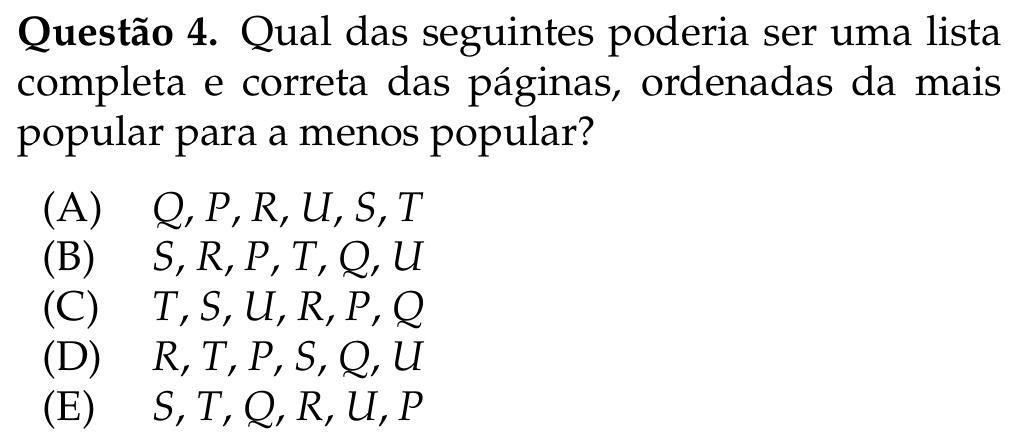 Questão 4. Qual das seguintes poderia ser uma lista
completa e correta das páginas, ordenadas da mais
popular para a menos popular?
(A) Q, P, R, U, S, T
(B) S, R, P, T, Q, U
(C) T, S, U, R, P, Q
(D) R, T, P, S, Q, U
(E) S, T, Q, R, U, P